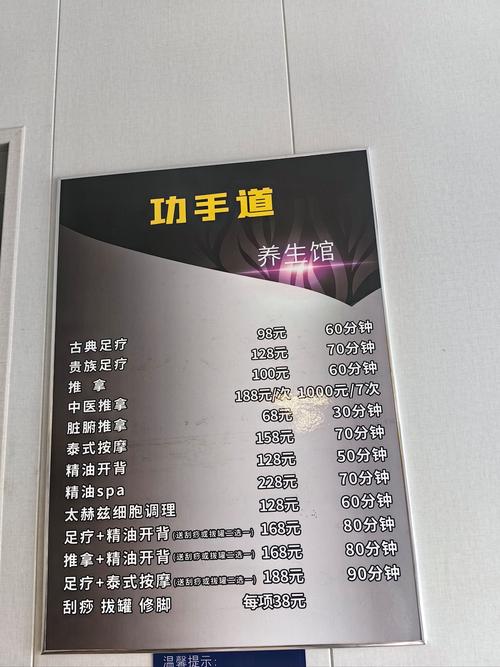 功手道
养生馆
古典足疗 98元 60分钟
贵族足疗 128元 70分钟
推 拿 100元 60分钟
中医推拿 188元/次 1000元/7次
脏腑推拿 68元 30分钟
泰式按摩 158元 70分钟
精油开背 128元 50分钟
精油spa 228元 70分钟
太赫兹细胞调理 128元 60分钟
足疗+精油开背(送刮痧或拔罐二选一) 168元 80分钟
推拿+精油开背(送刮痧或拔罐二选一) 168元 80分钟
足疗+泰式按摩(送刮痧或拔罐二选一) 188元 90分钟
刮痧 拔罐 修脚 每项38元
温馨提示：